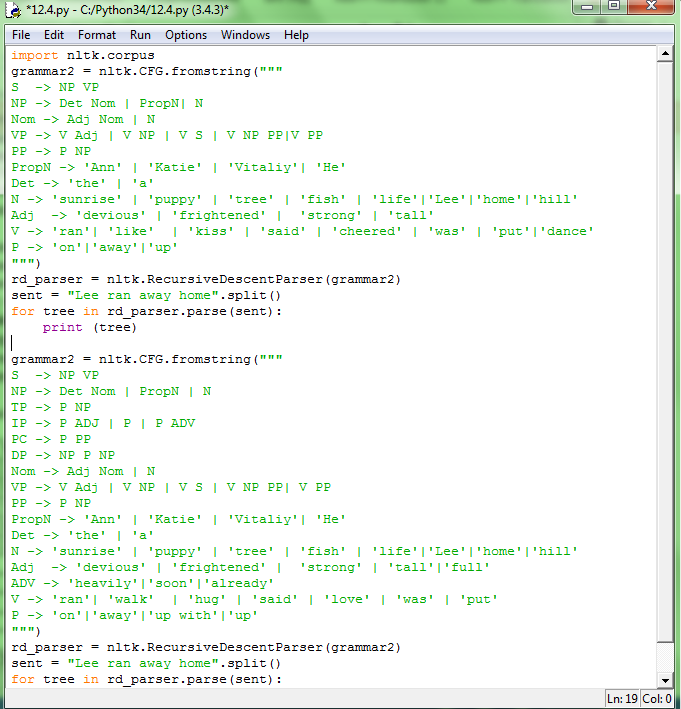 *12.4.py - C:/Python34/12.4.py (3.4.3)*
File Edit Format Run Options Windows Help
import nltk.corpus
grammar2 = nltk.CFG.fromstring("""
S  -> NP VP
NP -> Det Nom | PropN| N
Nom -> Adj Nom | N
VP -> V Adj | V NP | V S | V NP PP|V PP
PP -> P NP
PropN -> 'Ann' | 'Katie' | 'Vitaliy'| 'He'
Det -> 'the' | 'a'
N -> 'sunrise' | 'puppy' | 'tree' | 'fish' | 'life'|'Lee'|'home'|'hill'
Adj  -> 'devious' | 'frightened' |  'strong' | 'tall'
V -> 'ran'| 'like'  | 'kiss' | 'said' | 'cheered' | 'was' | 'put'|'dance'
P -> 'on'|'away'|'up'
""")
rd_parser = nltk.RecursiveDescentParser(grammar2)
sent = "Lee ran away home".split()
for tree in rd_parser.parse(sent):
    print (tree)
grammar2 = nltk.CFG.fromstring("""
S  -> NP VP
NP -> Det Nom | PropN | N
TP -> P NP
IP -> P ADJ | P | P ADV
PC -> P PP
DP -> NP P NP
Nom -> Adj Nom | N
VP -> V Adj | V NP | V S | V NP PP| V PP
PP -> P NP
PropN -> 'Ann' | 'Katie' | 'Vitaliy'| 'He'
Det -> 'the' | 'a'
N -> 'sunrise' | 'puppy' | 'tree' | 'fish' | 'life'|'Lee'|'home'|'hill'
Adj  -> 'devious' | 'frightened' |  'strong' | 'tall'|'full'
ADV -> 'heavily'|'soon'|'already'
V -> 'ran'| 'walk'  | 'hug' | 'said' | 'love' | 'was' | 'put'
P -> 'on'|'away'|'up with'|'up'
""")
rd_parser = nltk.RecursiveDescentParser(grammar2)
sent = "Lee ran away home".split()
for tree in rd_parser.parse(sent):
Ln: 19 Col: 0